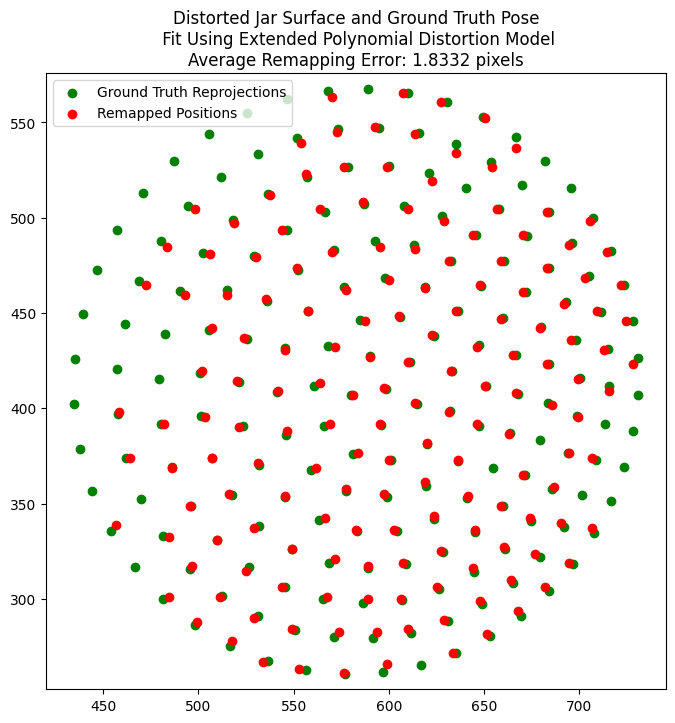 Distorted Jar Surface and Ground Truth Pose
Fit Using Extended Polynomial Distortion Model
Average Remapping Error: 1.8332 pixels
Ground Truth Reprojections
Remapped Positions
550
500
450
400
350
300
450 500 550 600 650 700